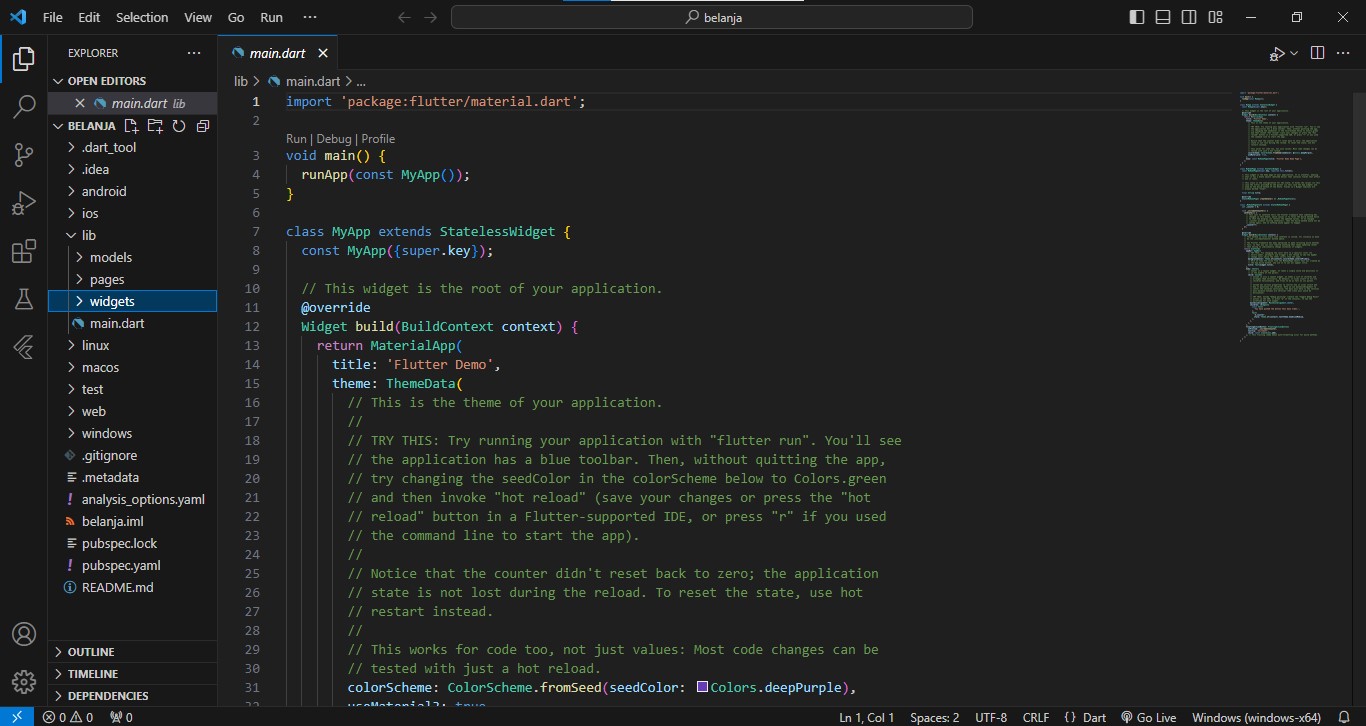 File Edit Selection View Go Run ···
belanja
EXPLORER ···
OPEN EDITORS
main.dart lib
BELANJA
.dart_tool
.idea
android
ios
lib
models
pages
widgets
main.dart
linux
macos
test
web
windows
.gitignore
.metadata
analysis_options.yaml
belanja.iml
pubspec.lock
pubspec.yaml
README.md
OUTLINE
TIMELINE
DEPENDENCIES
main.dart
lib > main.dart > ...
1 import 'package:flutter/material.dart';
2
Run | Debug | Profile
3 void main() {
4   runApp(const MyApp());
5 }
6
7 class MyApp extends StatelessWidget {
8   const MyApp({super.key});
9
10   // This widget is the root of your application.
11   @override
12   Widget build(BuildContext context) {
13     return MaterialApp(
14       title: 'Flutter Demo',
15       theme: ThemeData(
16         // This is the theme of your application.
17         //
18         // TRY THIS: Try running your application with "flutter run". You'll see
19         // the application has a blue toolbar. Then, without quitting the app,
20         // try changing the seedColor in the colorScheme below to Colors.green
21         // and then invoke "hot reload" (save your changes or press the "hot
22         // reload" button in a Flutter-supported IDE, or press "r" if you used
23         // the command line to start the app).
24         //
25         // Notice that the counter didn't reset back to zero; the application
26         // state is not lost during the reload. To reset the state, use hot
27         // restart instead.
28         //
29         // This works for code too, not just values: Most code changes can be
30         // tested with just a hot reload.
31         colorScheme: ColorScheme.fromSeed(seedColor: Colors.deepPurple),
0 0 0
Ln 1, Col 1 Spaces: 2 UTF-8 CRLF {} Dart Go Live Windows (windows-x64)